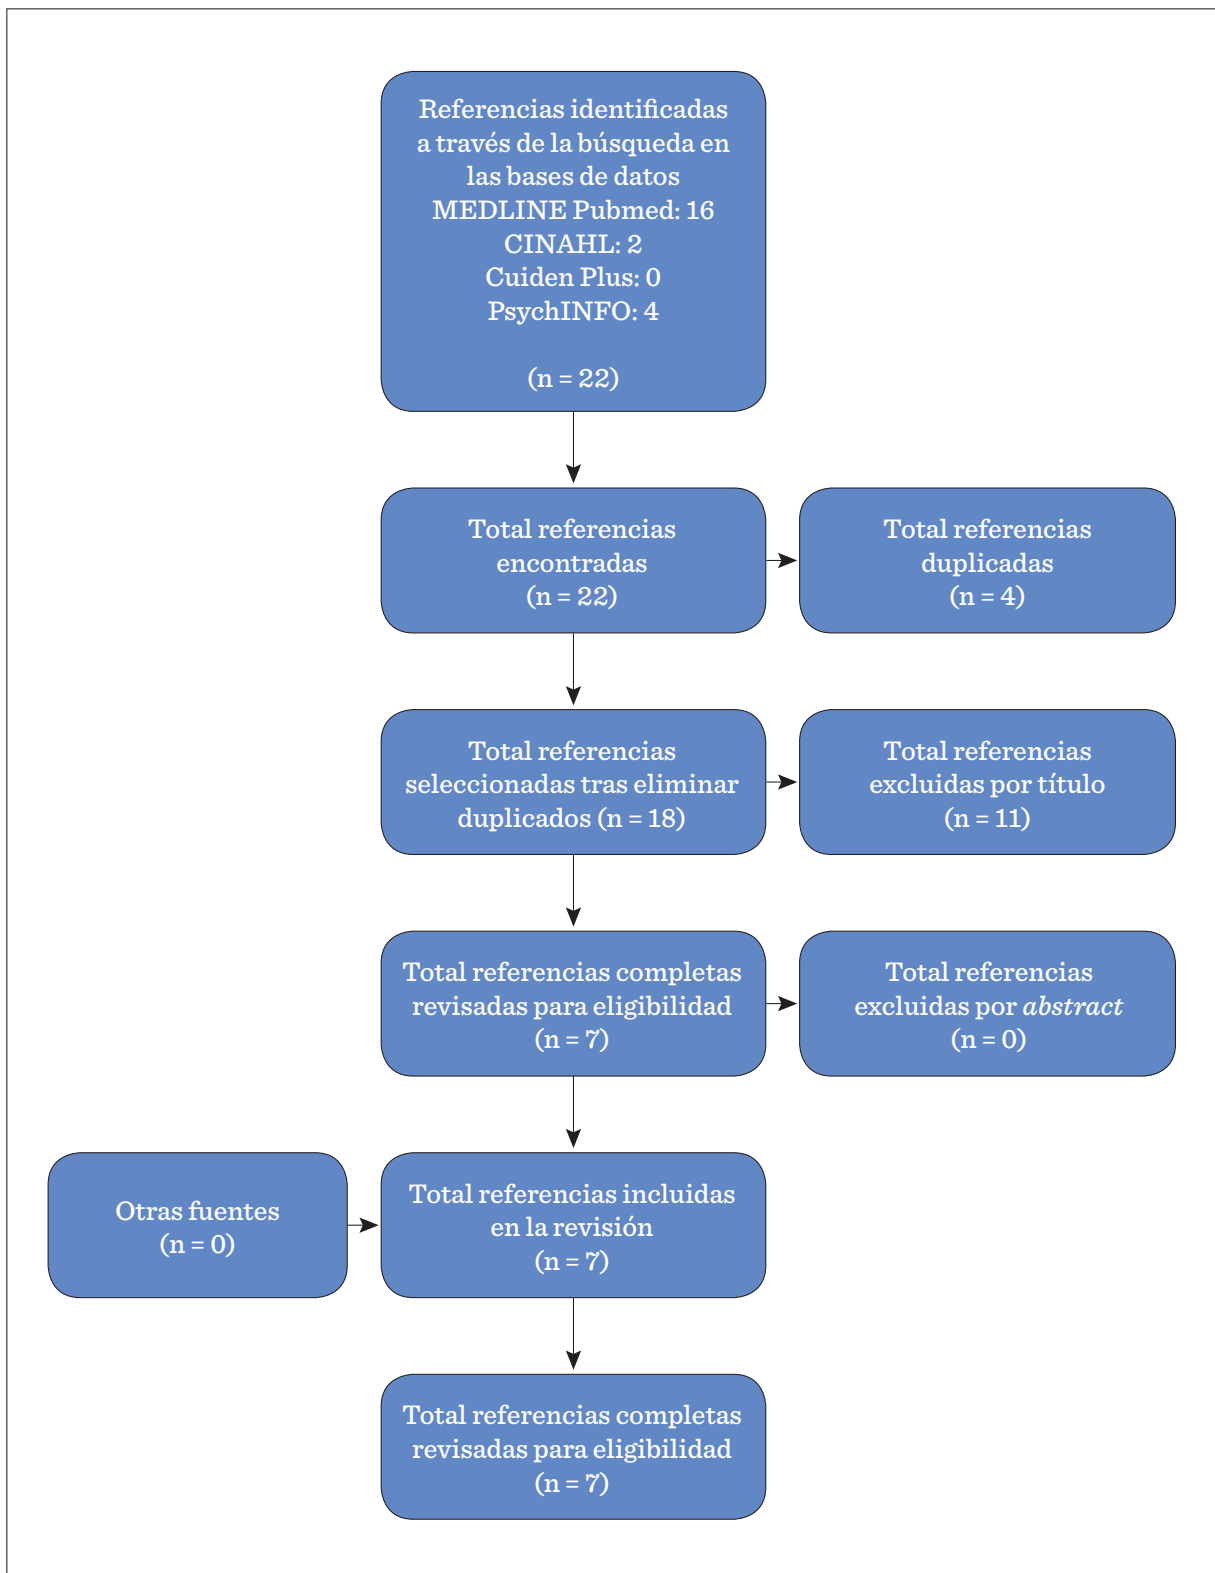 Referencias identificadas
a través de la búsqueda en
las bases de datos
MEDLINE Pubmed: 16
CINAHL: 2
Cuiden Plus: 0
PsychINFO: 4
(n = 22)
Total referencias
encontradas
(n = 22)
Total referencias
duplicadas
(n = 4)
Total referencias
seleccionadas tras eliminar
duplicados (n = 18)
Total referencias
excluidas por título
(n = 11)
Total referencias completas
revisadas para eligibilidad
(n = 7)
Total referencias
excluidas por abstract
(n = 0)
Otras fuentes
(n = 0)
Total referencias incluidas
en la revisión
(n = 7)
Total referencias completas
revisadas para eligibilidad
(n = 7)